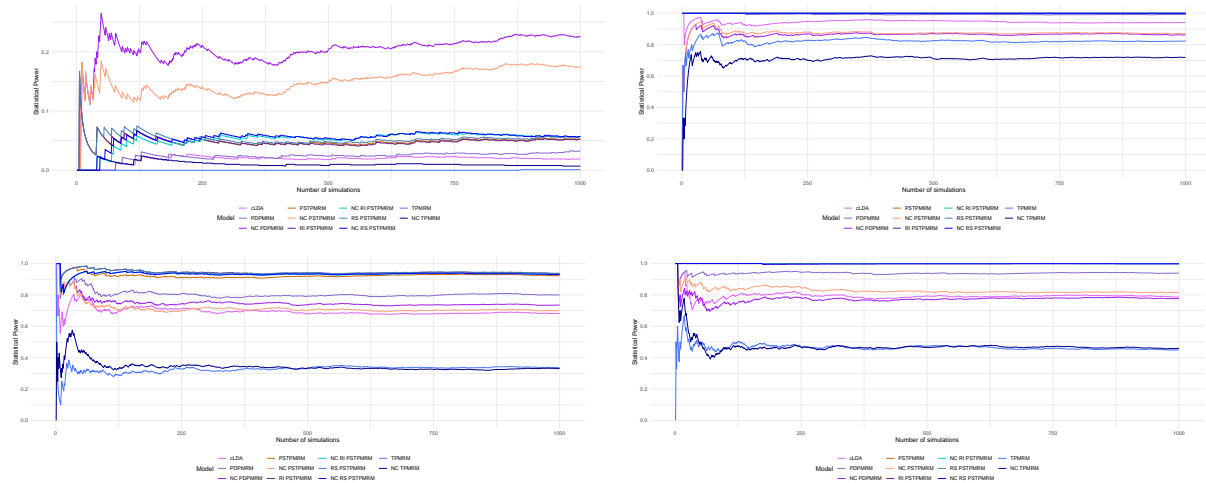 Statistical Power
0.2
0.1
0.0
0
250
500
750
1000
Number of simulations
Model
cLDA
PSTPMRM
NC RI PSTPMRM
TPMRM
PDPMRM
NC PSTPMRM
RS PSTPMRM
NC TPMRM
NC PDPMRM
RI PSTPMRM
NC RS PSTPMRM
Statistical Power
1.0
0.8
0.6
0.4
0.2
0.0
0
250
500
750
1000
Number of simulations
Model
cLDA
PSTPMRM
NC RI PSTPMRM
TPMRM
PDPMRM
NC PSTPMRM
RS PSTPMRM
NC TPMRM
NC PDPMRM
RI PSTPMRM
NC RS PSTPMRM
Statistical Power
1.0
0.8
0.6
0.4
0.2
0.0
0
250
500
750
1000
Number of simulations
Model
cLDA
PSTPMRM
NC RI PSTPMRM
TPMRM
PDPMRM
NC PSTPMRM
RS PSTPMRM
NC TPMRM
NC PDPMRM
RI PSTPMRM
NC RS PSTPMRM
Statistical Power
1.0
0.8
0.6
0.4
0.2
0.0
0
250
500
750
1000
Number of simulations
Model
cLDA
PSTPMRM
NC RI PSTPMRM
TPMRM
PDPMRM
NC PSTPMRM
RS PSTPMRM
NC TPMRM
NC PDPMRM
RI PSTPMRM
NC RS PSTPMRM